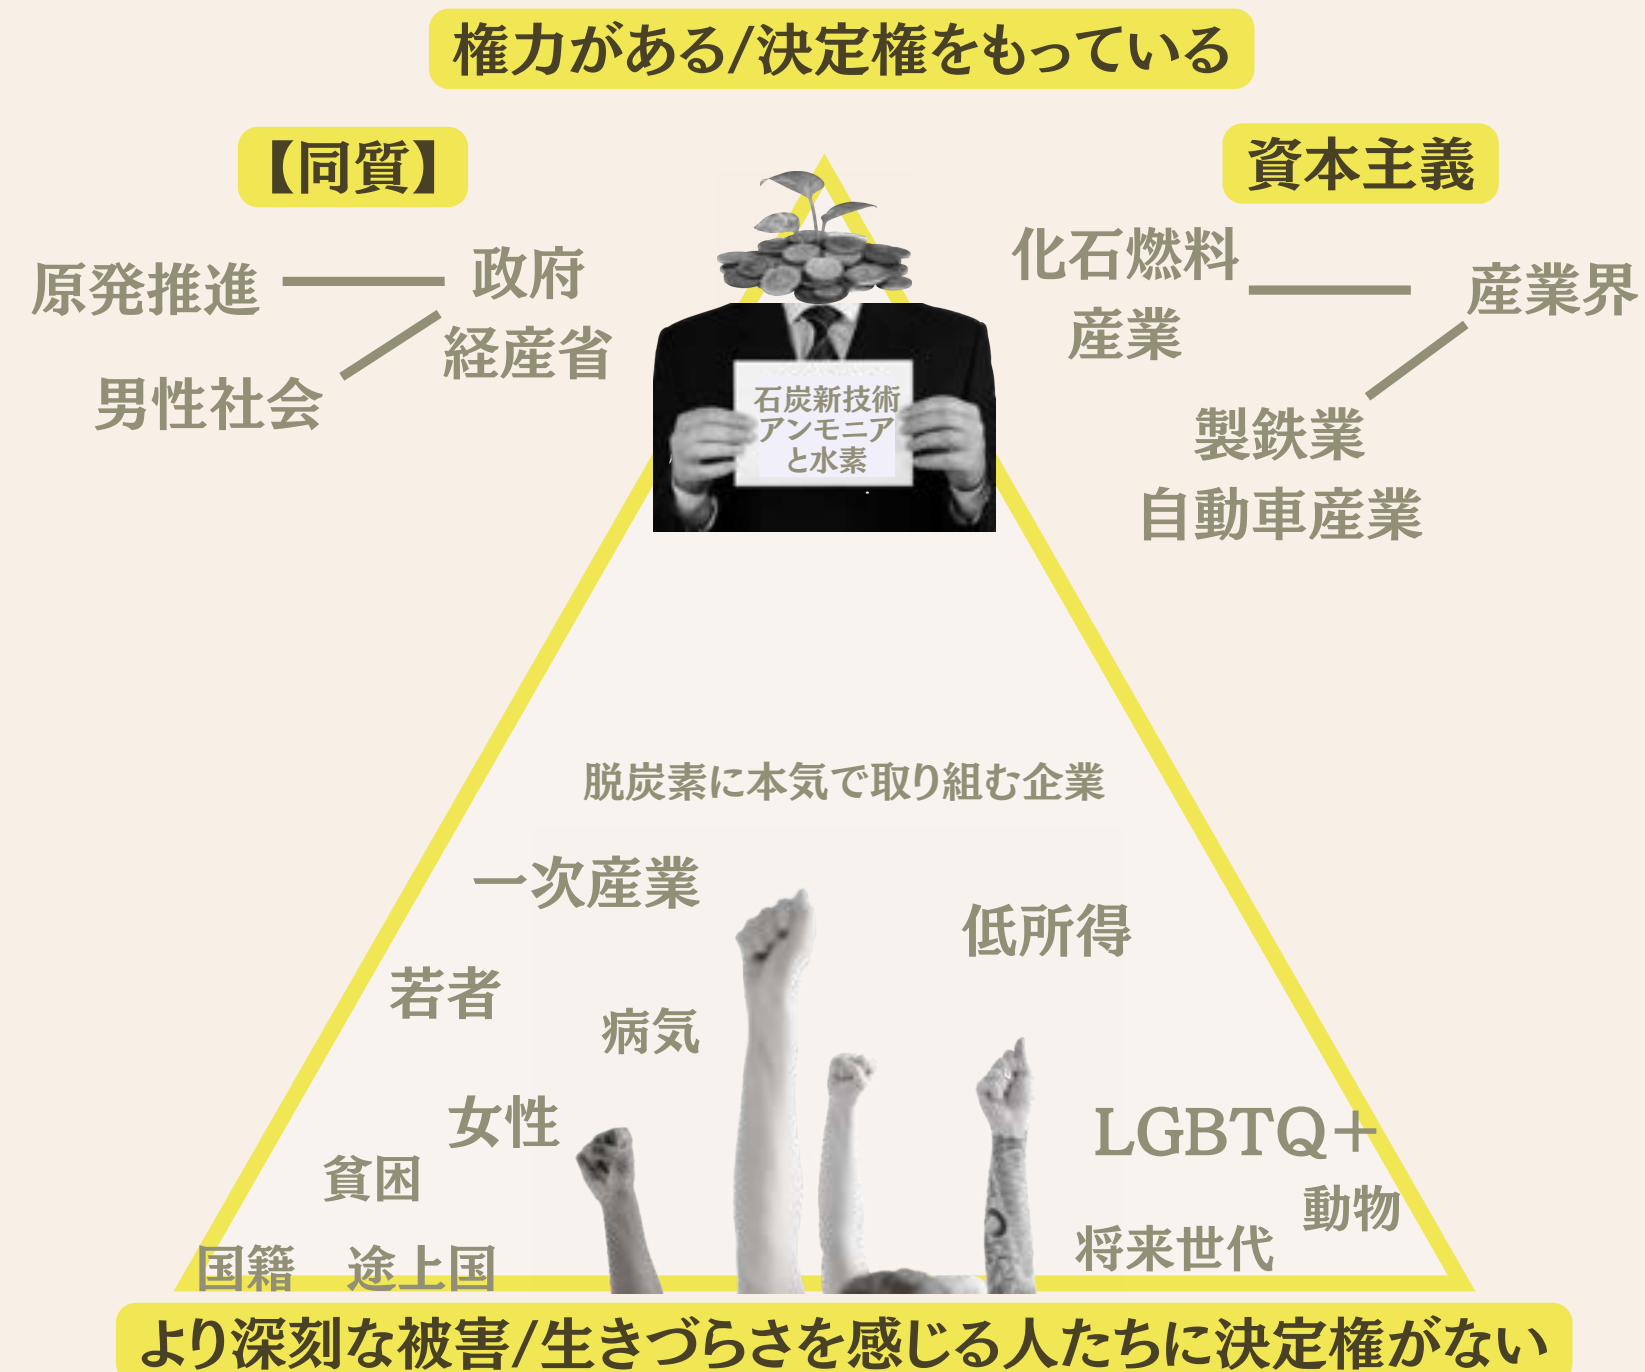 権力がある/決定権をもっている
【同質】
資本主義
原発推進
政府
経産省
男性社会
化石燃料
産業
産業界
製鉄業
自動車産業
石炭新技術
アンモニア
と水素
脱炭素に本気で取り組む企業
一次産業
低所得
若者
病気
女性
LGBTQ+
貧困
動物
将来世代
国籍 途上国
より深刻な被害/生きづらさを感じる人たちに決定権がない